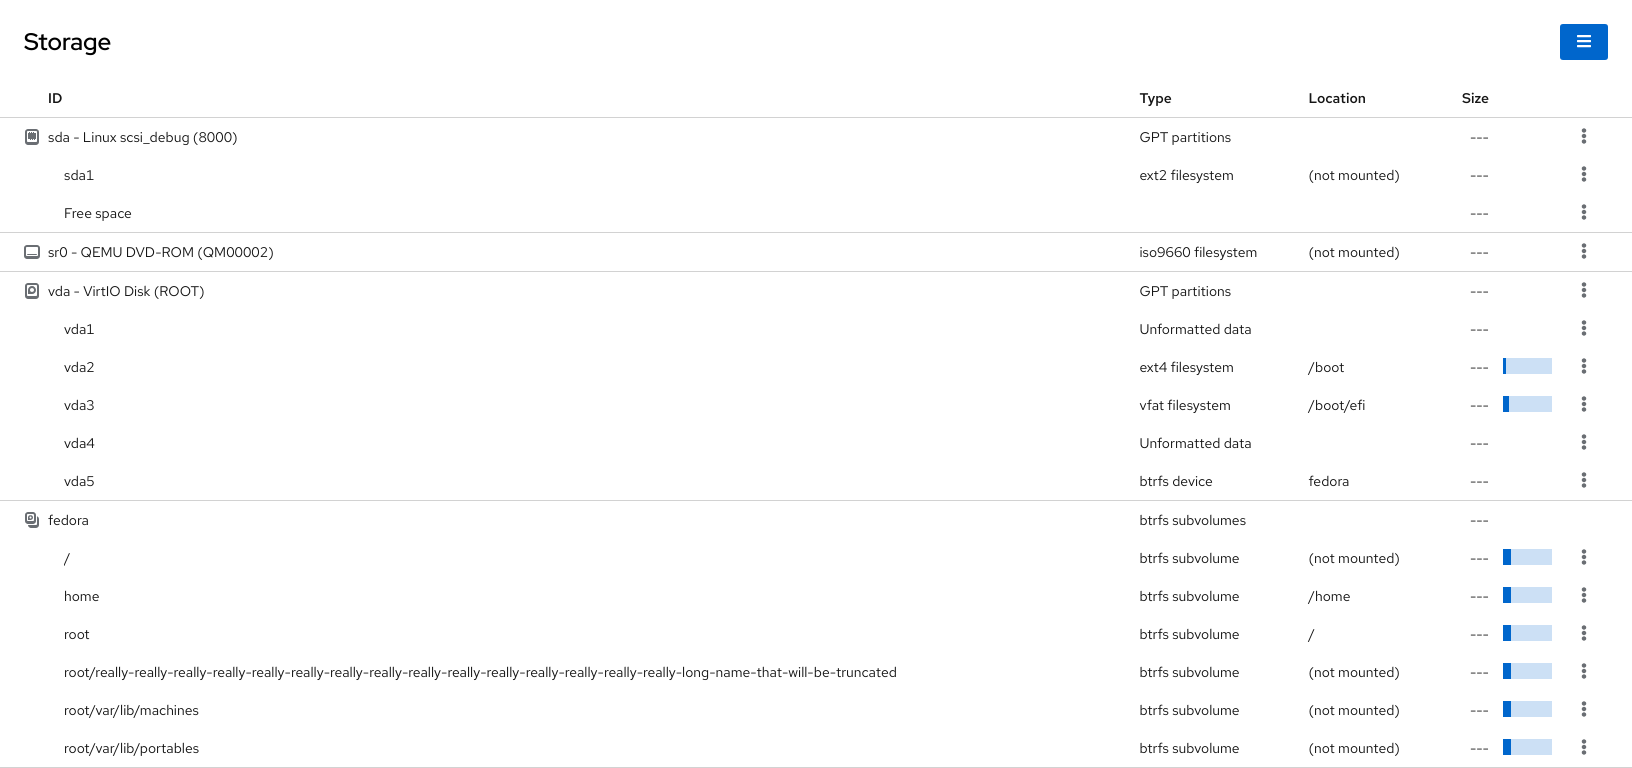 Storage
ID Type Location Size
sda - Linux scsi_debug (8000) GPT partitions ---
sda1 ext2 filesystem (not mounted) ---
Free space ---
sr0 - QEMU DVD-ROM (QM00002) iso9660 filesystem (not mounted) ---
vda - VirtIO Disk (ROOT) GPT partitions ---
vda1 Unformatted data ---
vda2 ext4 filesystem /boot ---
vda3 vfat filesystem /boot/efi ---
vda4 Unformatted data ---
vda5 btrfs device fedora ---
fedora btrfs subvolumes ---
/ btrfs subvolume (not mounted) ---
home btrfs subvolume /home ---
root btrfs subvolume / ---
root/really-really-really-really-really-really-really-really-really-really-really-really-really-really-really-long-name-that-will-be-truncated btrfs subvolume (not mounted) ---
root/var/lib/machines btrfs subvolume (not mounted) ---
root/var/lib/portables btrfs subvolume (not mounted) ---